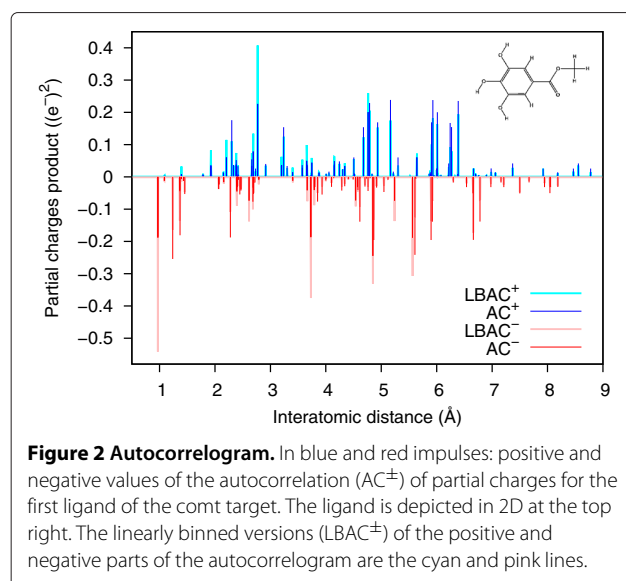 0.4
0.3
0.2
0.1
0
−0.1
−0.2
−0.3
−0.4
−0.5
Partial charges product ((e⁻)²)
H
H
O
O
H
O
H
H
O
O
H
H
H
LBAC⁺
AC⁺
LBAC⁻
AC⁻
1 2 3 4 5 6 7 8 9
Interatomic distance (Å)
Figure 2 Autocorrelogram. In blue and red impulses: positive and
negative values of the autocorrelation (AC±) of partial charges for the
first ligand of the comt target. The ligand is depicted in 2D at the top
right. The linearly binned versions (LBAC±) of the positive and
negative parts of the autocorrelogram are the cyan and pink lines.